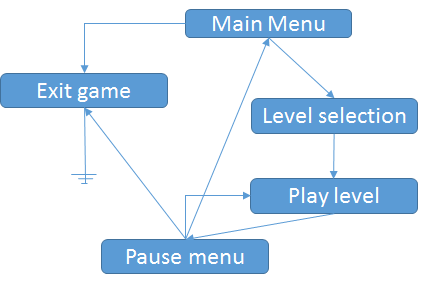 Main Menu
Exit game
Level selection
Play level
Pause menu